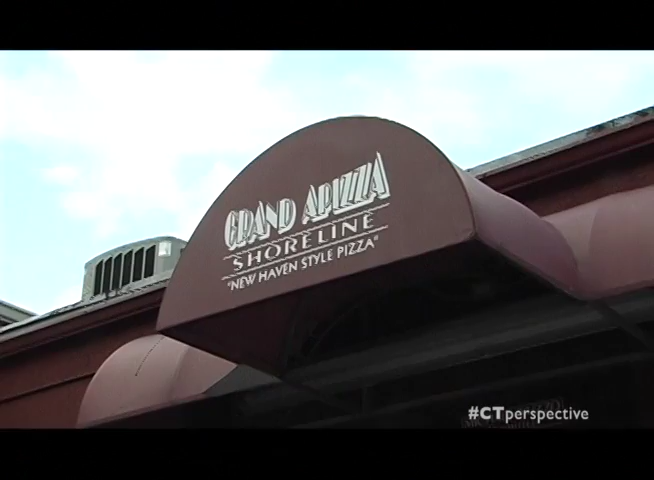 GRAND APIZZA
SHORELINE
"NEW HAVEN STYLE PIZZA"
#CTperspective